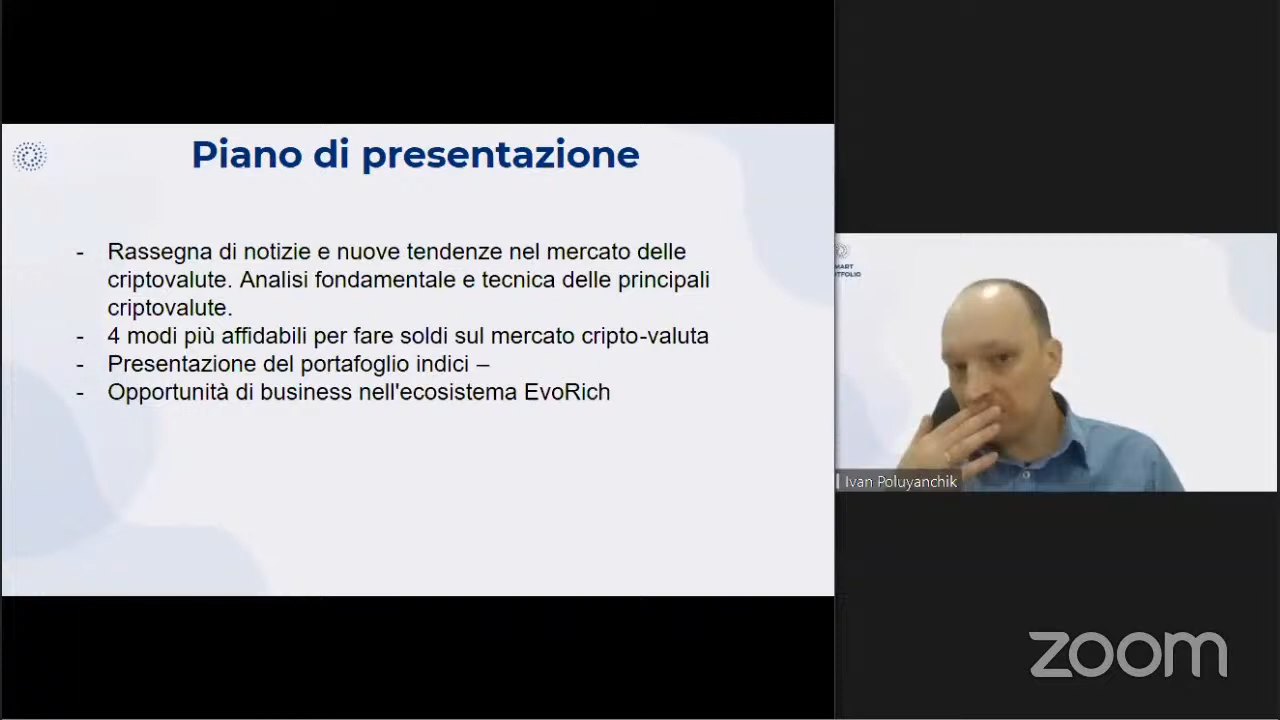 Piano di presentazione
- Rassegna di notizie e nuove tendenze nel mercato delle
criptovalute. Analisi fondamentale e tecnica delle principali
criptovalute.
- 4 modi più affidabili per fare soldi sul mercato cripto-valuta
- Presentazione del portafoglio indici –
- Opportunità di business nell'ecosistema EvoRich
Ivan Poluyanchik
zoom